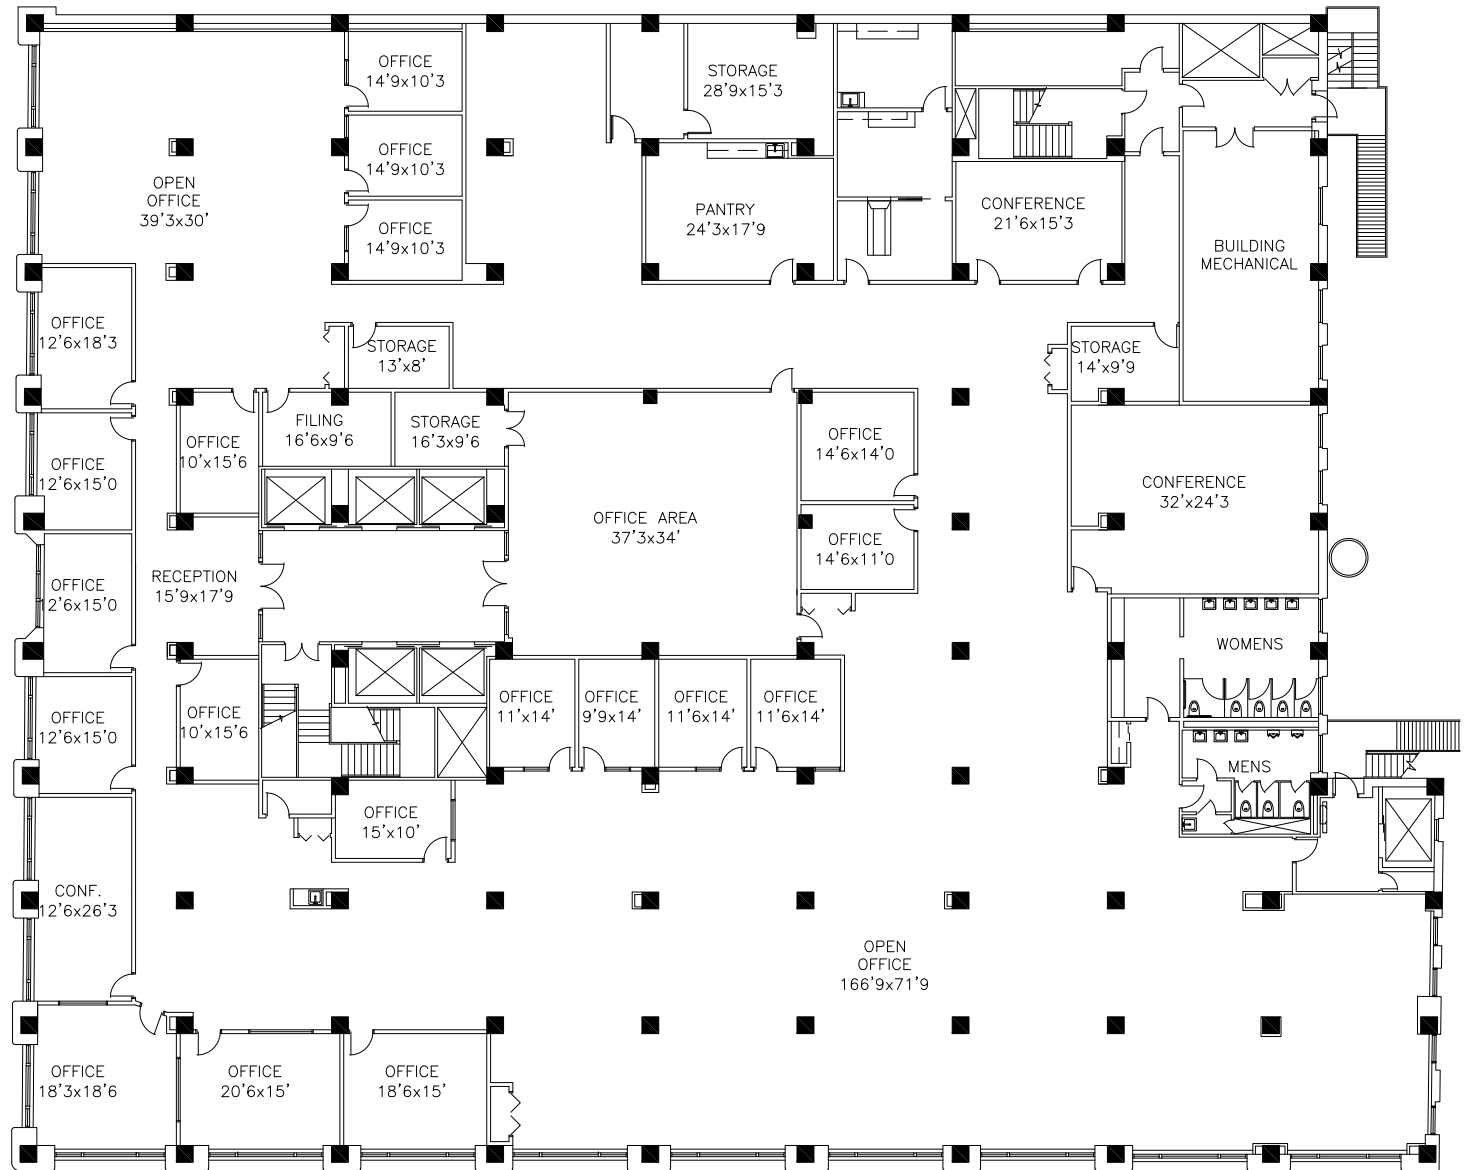 OFFICE
14'9x10'3
STORAGE
28'9x15'3
OFFICE
14'9x10'3
OPEN
OFFICE
39'3x30'
OFFICE
14'9x10'3
PANTRY
24'3x17'9
CONFERENCE
21'6x15'3
BUILDING
MECHANICAL
OFFICE
12'6x18'3
STORAGE
13'x8'
STORAGE
14'x9'9
OFFICE
10'x15'6
FILING
16'6x9'6
STORAGE
16'3x9'6
OFFICE
14'6x14'0
OFFICE
12'6x15'0
CONFERENCE
32'x24'3
OFFICE AREA
37'3x34'
OFFICE
14'6x11'0
OFFICE
12'6x15'0
RECEPTION
15'9x17'9
WOMENS
OFFICE
12'6x15'0
OFFICE
10'x15'6
OFFICE
11'x14'
OFFICE
9'9x14'
OFFICE
11'6x14'
OFFICE
11'6x14'
MENS
OFFICE
15'x10'
CONF.
12'6x26'3
OPEN
OFFICE
166'9x71'9
OFFICE
18'3x18'6
OFFICE
20'6x15'
OFFICE
18'6x15'